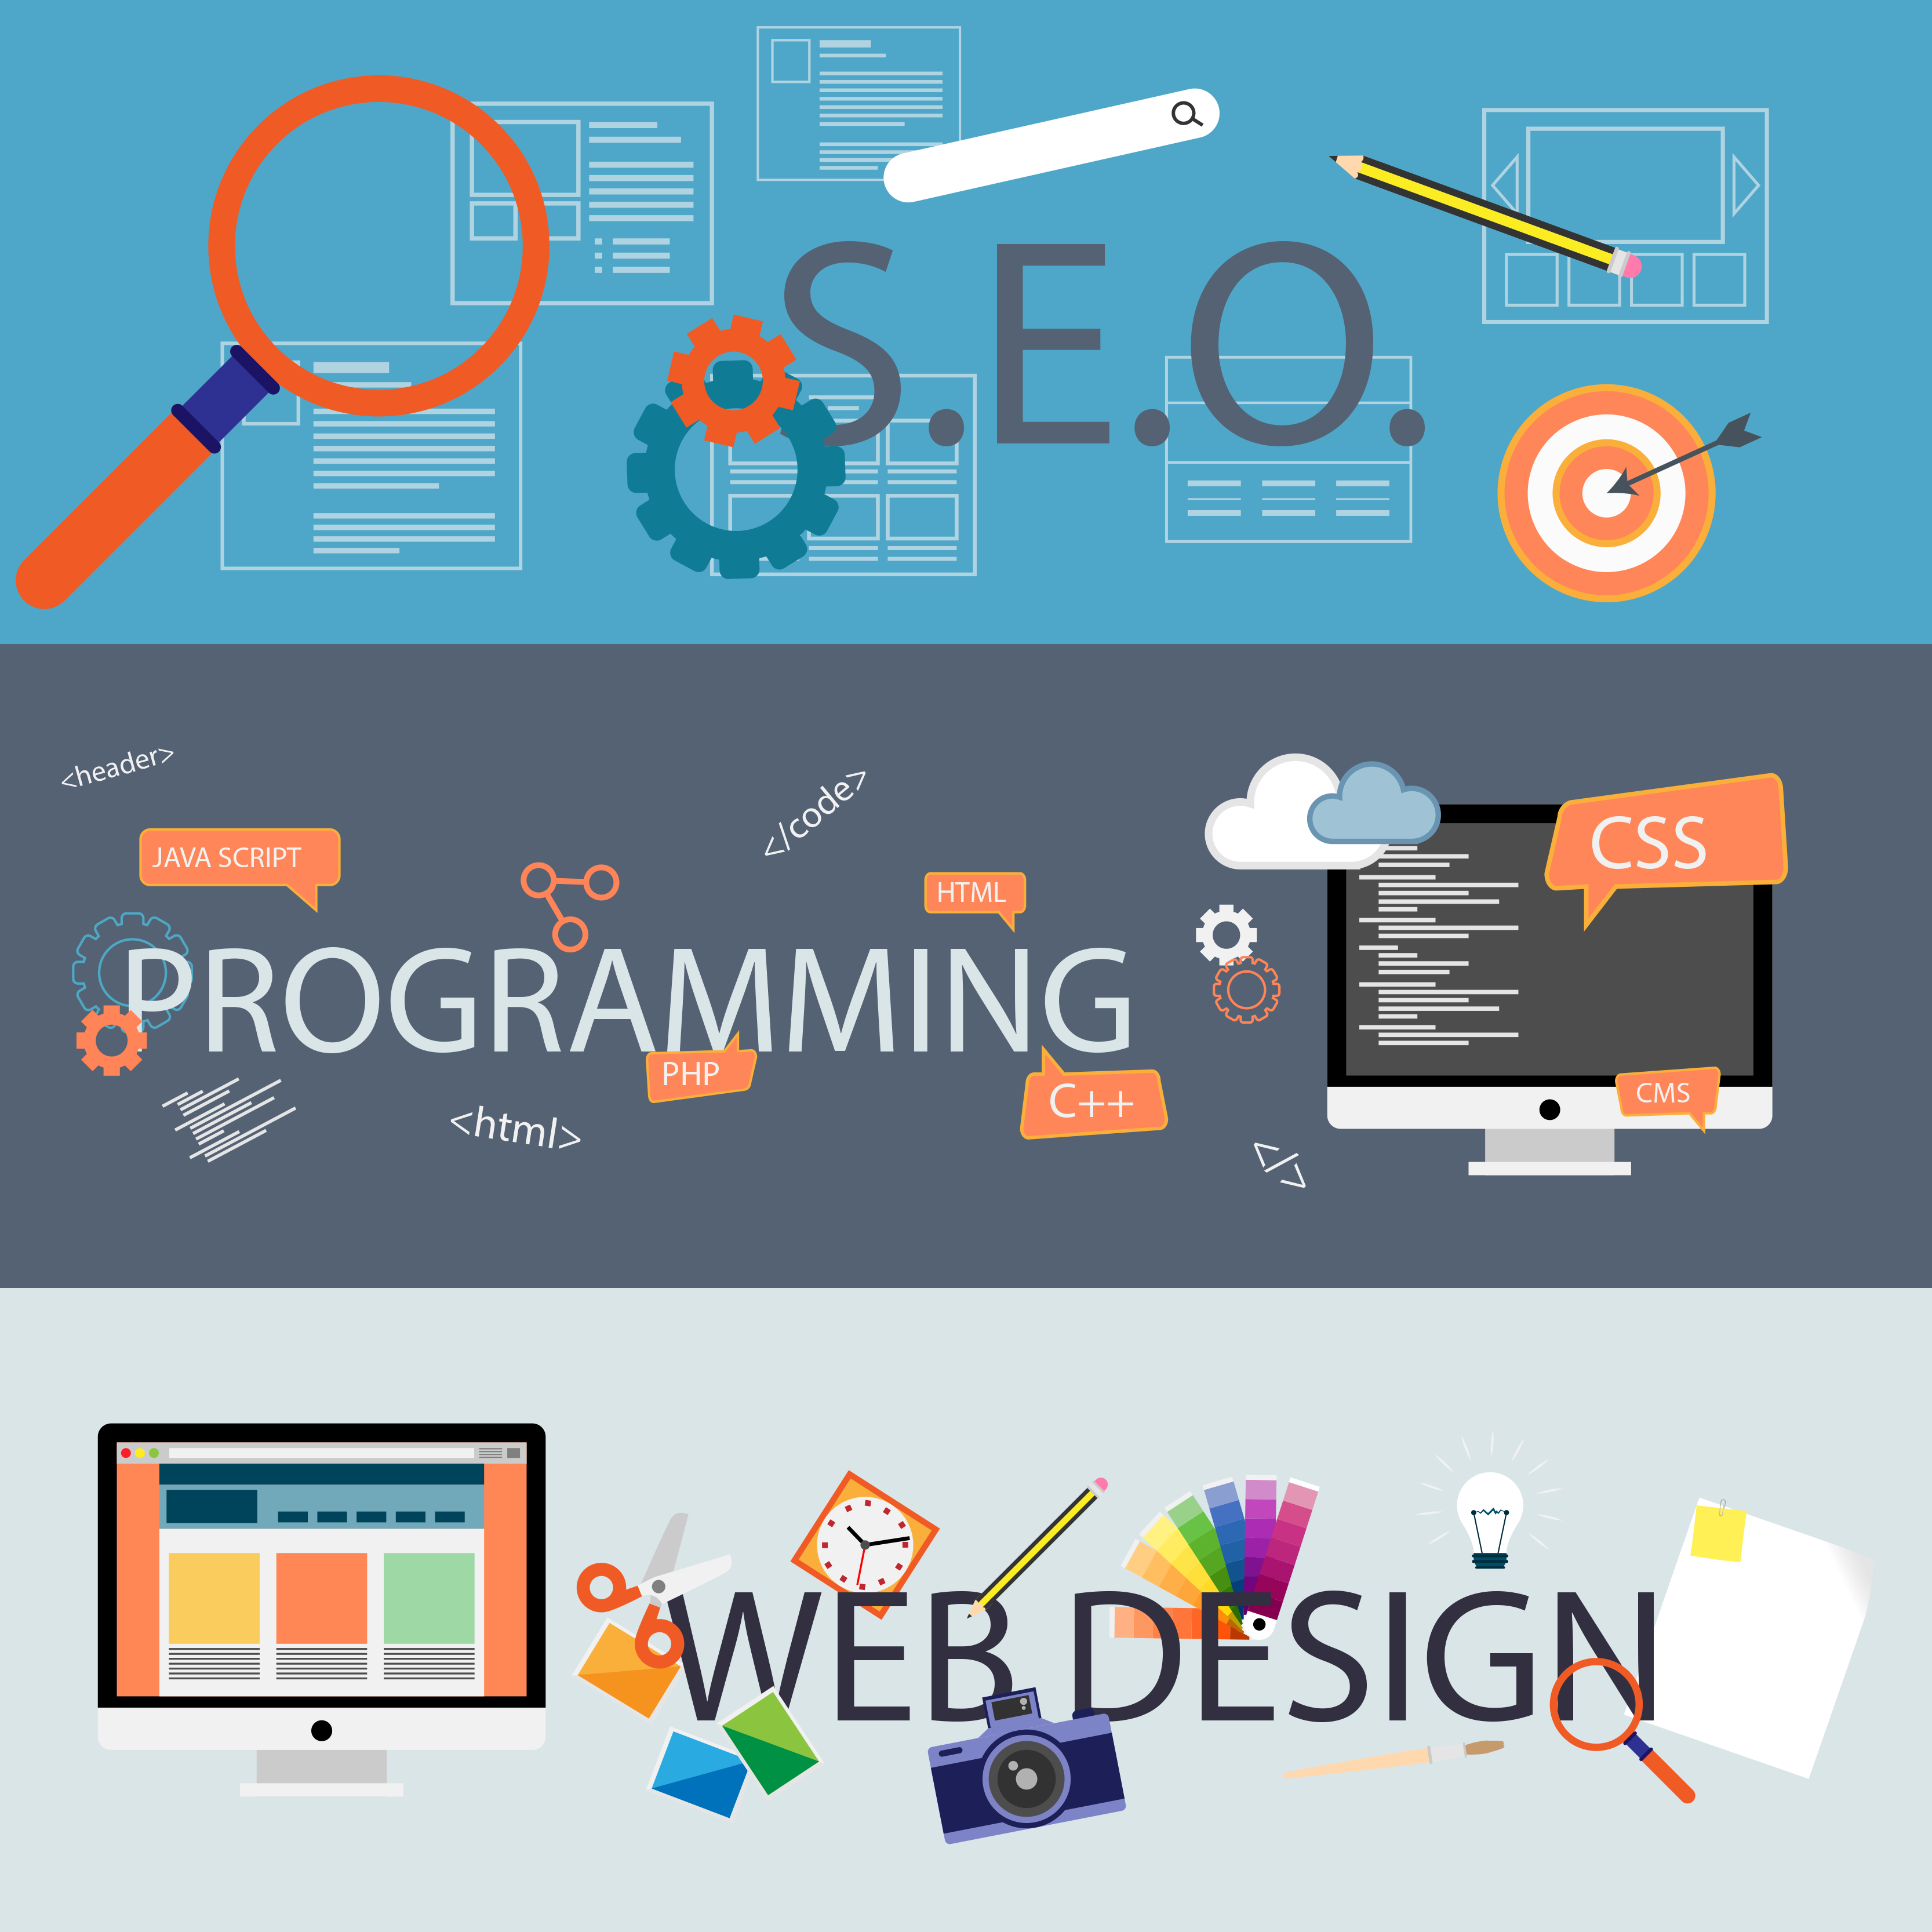 S.E.O.
<header>
</code>
JAVA SCRIPT
HTML
CSS
PROGRAMMING
PHP
C++
CMS
<html>
</>
WEB DESIGN